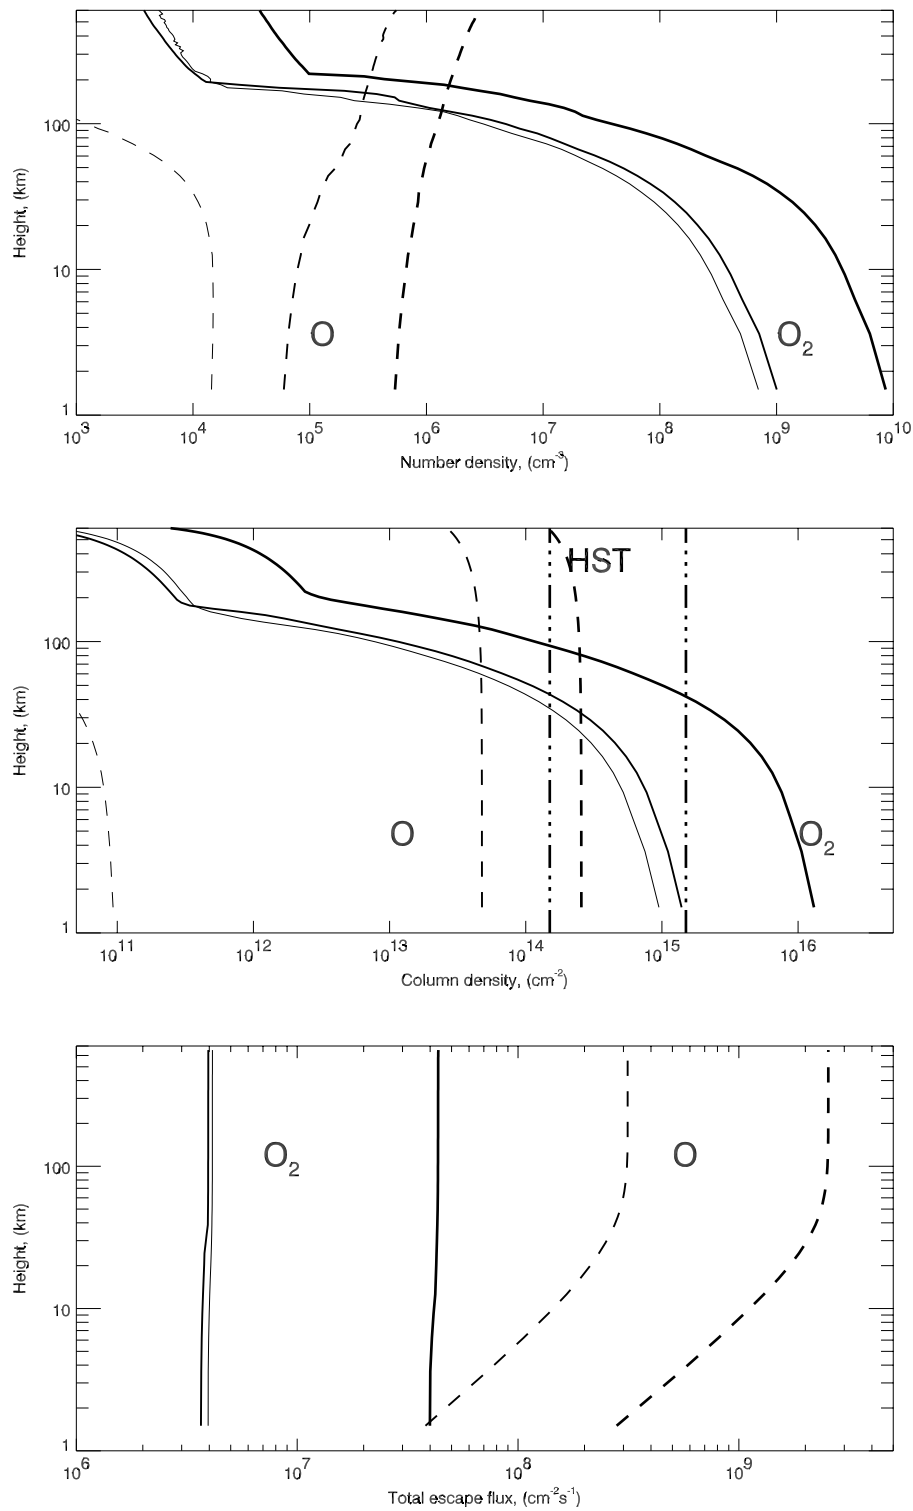 100
10
1
Height, (km)
O
O2
10^3 10^4 10^5 10^6 10^7 10^8 10^9 10^10
Number density, (cm^-3)
HST
100
10
1
Height, (km)
O
O2
10^11 10^12 10^13 10^14 10^15 10^16
Column density, (cm^-2)
O2
O
100
10
1
Height, (km)
10^6 10^7 10^8 10^9
Total escape flux, (cm^-2s^-1)